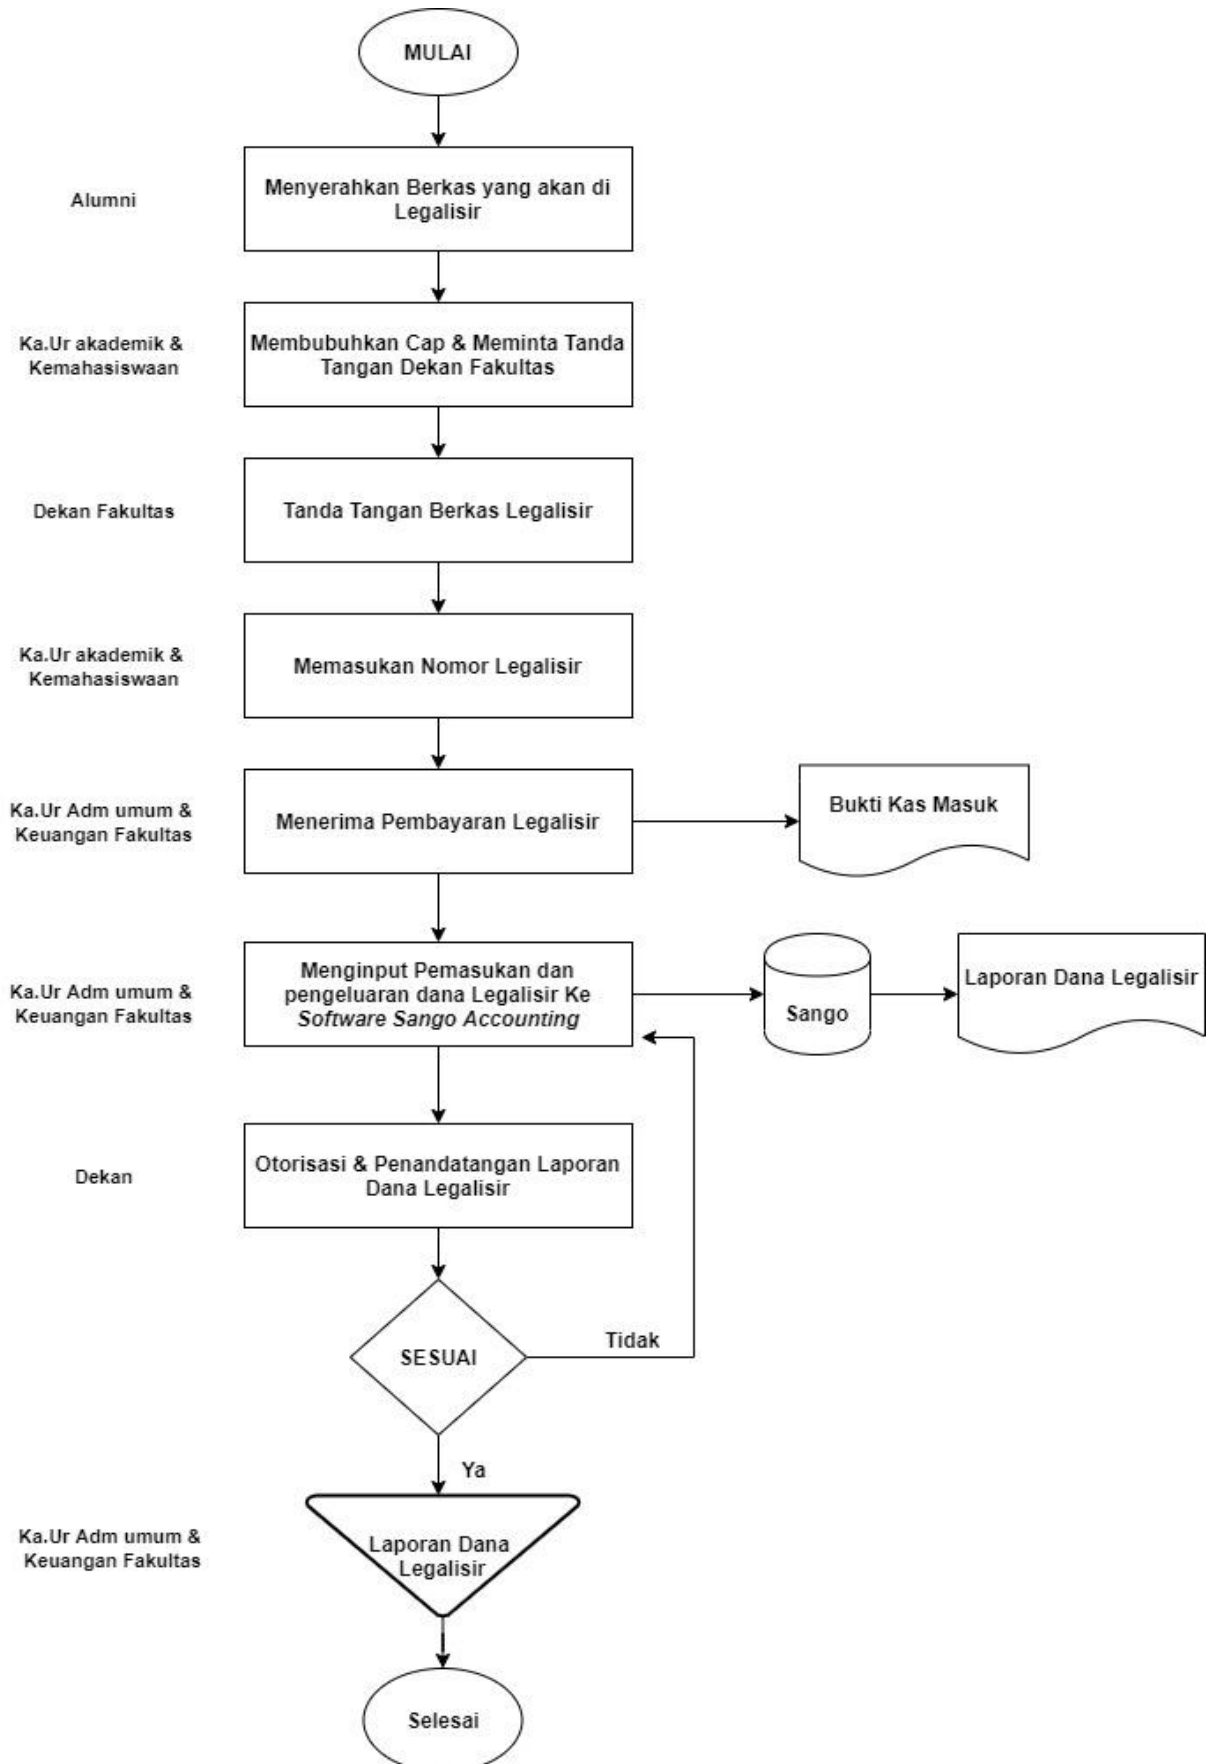 MULAI
Alumni
Menyerahkan Berkas yang akan di
Legalisir
Ka.Ur akademik &
Kemahasiswaan
Membubuhkan Cap & Meminta Tanda
Tangan Dekan Fakultas
Dekan Fakultas
Tanda Tangan Berkas Legalisir
Ka.Ur akademik &
Kemahasiswaan
Memasukan Nomor Legalisir
Ka.Ur Adm umum &
Keuangan Fakultas
Menerima Pembayaran Legalisir
Bukti Kas Masuk
Ka.Ur Adm umum &
Keuangan Fakultas
Menginput Pemasukan dan
pengeluaran dana Legalisir Ke
Software Sango Accounting
Sango
Laporan Dana Legalisir
Dekan
Otorisasi & Penandatangan Laporan
Dana Legalisir
SESUAI
Tidak
Ya
Ka.Ur Adm umum &
Keuangan Fakultas
Laporan Dana
Legalisir
Selesai